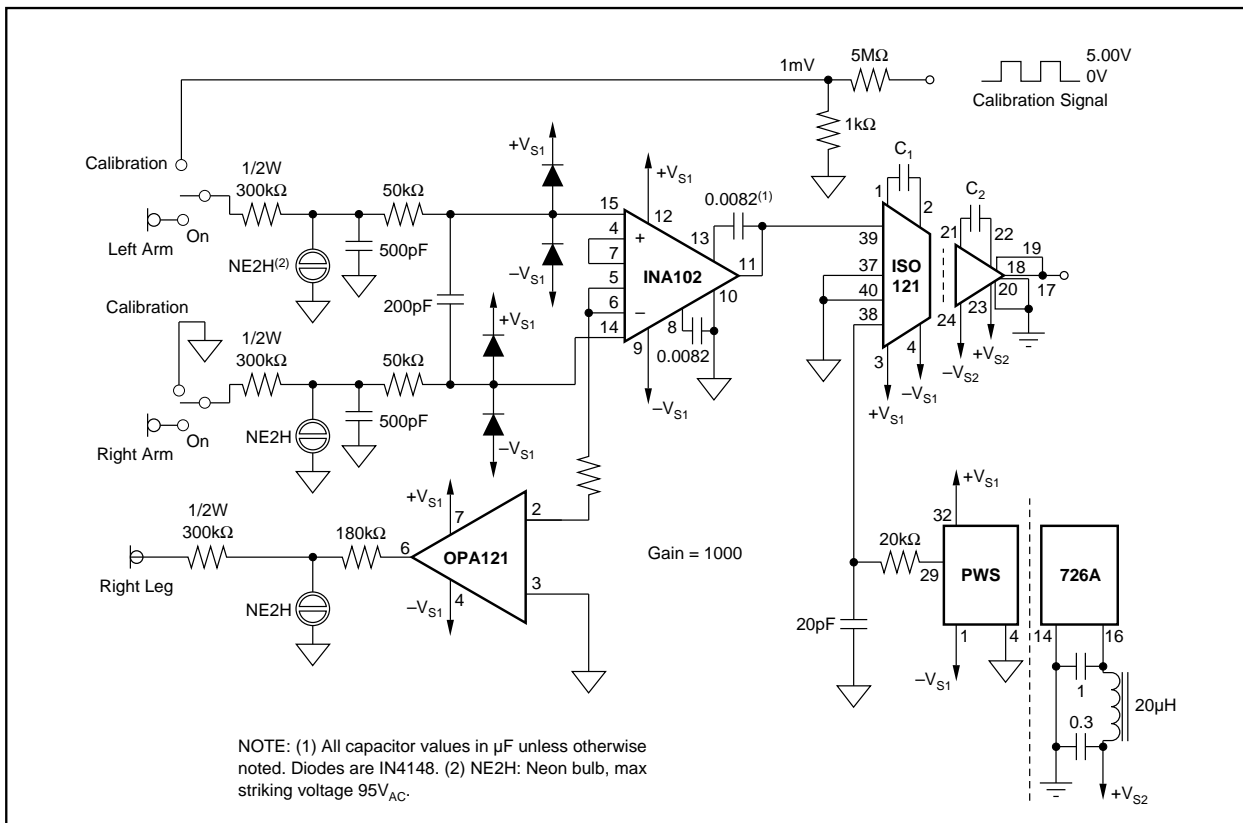 1mV
5MΩ
5.00V
0V
Calibration Signal
1kΩ
Calibration
1/2W
300kΩ
50kΩ
+VS1
+VS1
C1
C2
0.0082(1)
On
Left Arm
NE2H(2)
500pF
200pF
–VS1
15
4
7
5
6
14
+
–
12
13
11
10
8
9
INA102
0.0082
–VS1
1
2
39
37
40
38
3
4
ISO
121
+VS1
–VS1
21
22
19
18
17
20
23
24
–VS2
+VS2
Calibration
1/2W
300kΩ
50kΩ
+VS1
–VS1
On
Right Arm
NE2H
500pF
1/2W
300kΩ
180kΩ
Right Leg
NE2H
+VS1
7
6
OPA121
2
3
4
–VS1
Gain = 1000
20kΩ
20pF
+VS1
32
29
PWS
1
4
–VS1
726A
14
16
1
0.3
20µH
+VS2
NOTE: (1) All capacitor values in µF unless otherwise
noted. Diodes are IN4148. (2) NE2H: Neon bulb, max
striking voltage 95VAC.